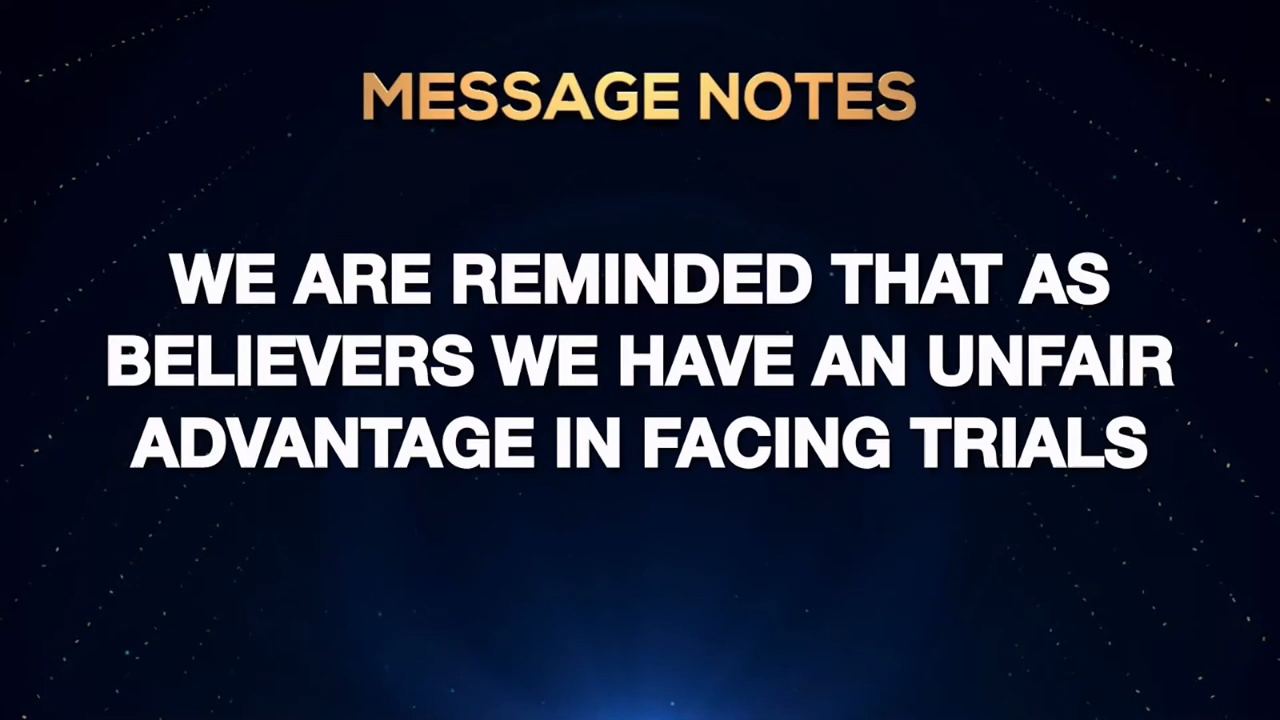 MESSAGE NOTES
WE ARE REMINDED THAT AS
BELIEVERS WE HAVE AN UNFAIR
ADVANTAGE IN FACING TRIALS